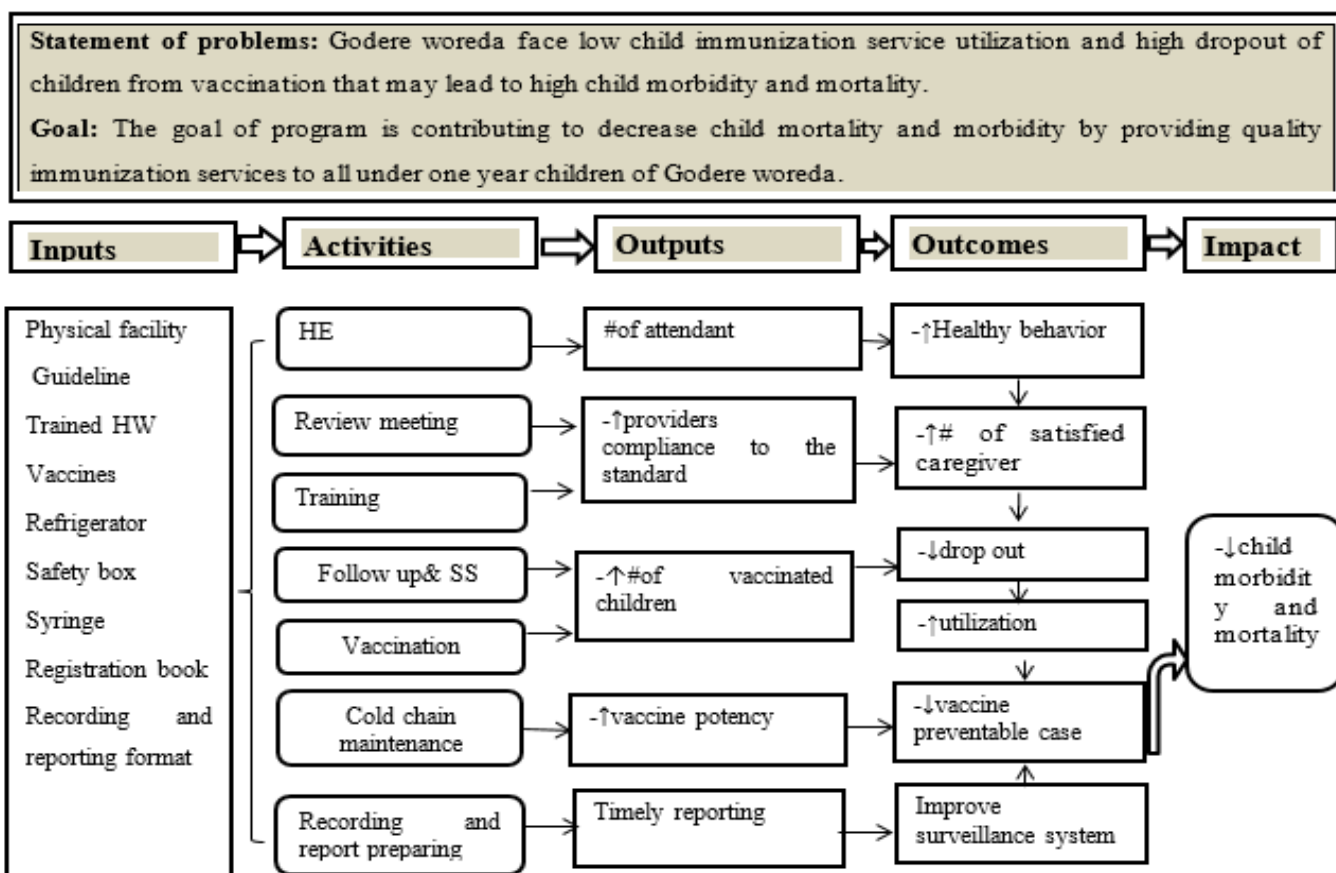 Statement of problems: Godere woreda face low child immunization service utilization and high dropout of
children from vaccination that may lead to high child morbidity and mortality.
Goal: The goal of program is contributing to decrease child mortality and morbidity by providing quality
immunization services to all under one year children of Godere woreda.
Inputs
Activities
Outputs
Outcomes
Impact
Physical facility
Guideline
Trained HW
Vaccines
Refrigerator
Safety box
Syringe
Registration book
Recording and
reporting format
HE
Review meeting
Training
Follow up& SS
Vaccination
Cold chain
maintenance
Recording and
report preparing
#of attendant
-↑providers
compliance to the
standard
-↑#of vaccinated
children
-↑vaccine potency
Timely reporting
-↑Healthy behavior
-↑# of satisfied
caregiver
-↓drop out
-↑utilization
-↓vaccine
preventable case
Improve
surveillance system
-↓child
morbidit
y and
mortality